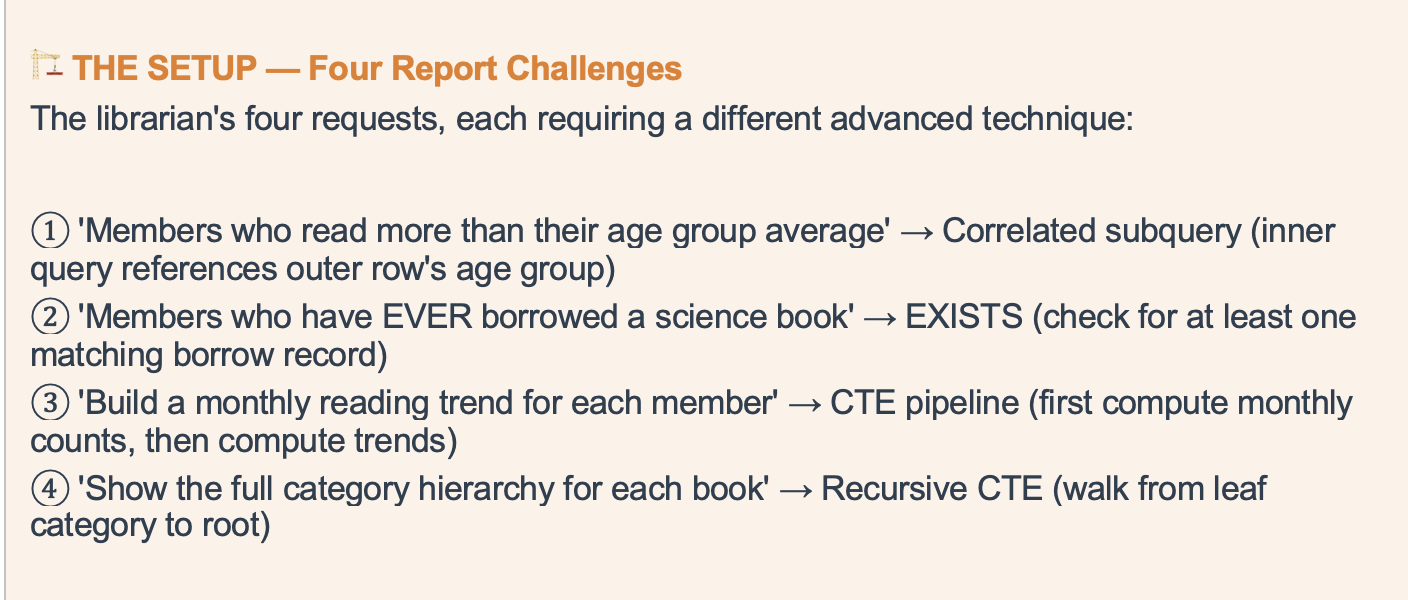 🏗️ THE SETUP — Four Report Challenges
The librarian's four requests, each requiring a different advanced technique:
① 'Members who read more than their age group average' → Correlated subquery (inner
query references outer row's age group)
② 'Members who have EVER borrowed a science book' → EXISTS (check for at least one
matching borrow record)
③ 'Build a monthly reading trend for each member' → CTE pipeline (first compute monthly
counts, then compute trends)
④ 'Show the full category hierarchy for each book' → Recursive CTE (walk from leaf
category to root)